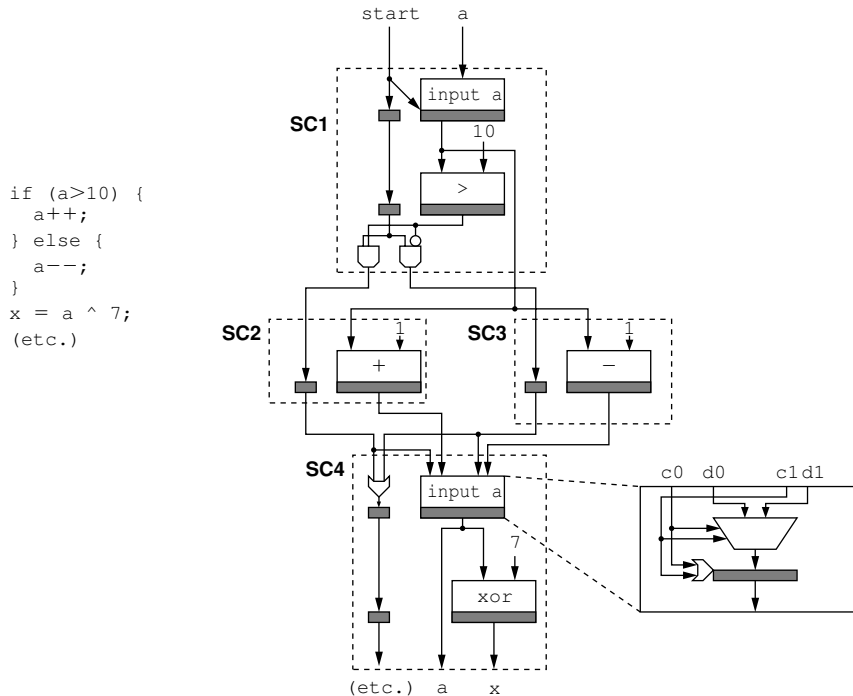 start a
input a
SC1
10
>
if (a>10) {
a++;
} else {
a--;
}
x = a ^ 7;
(etc.)
SC2
1
+
SC3
1
-
SC4
input a
c0 d0 c1 d1
7
xor
(etc.) a x